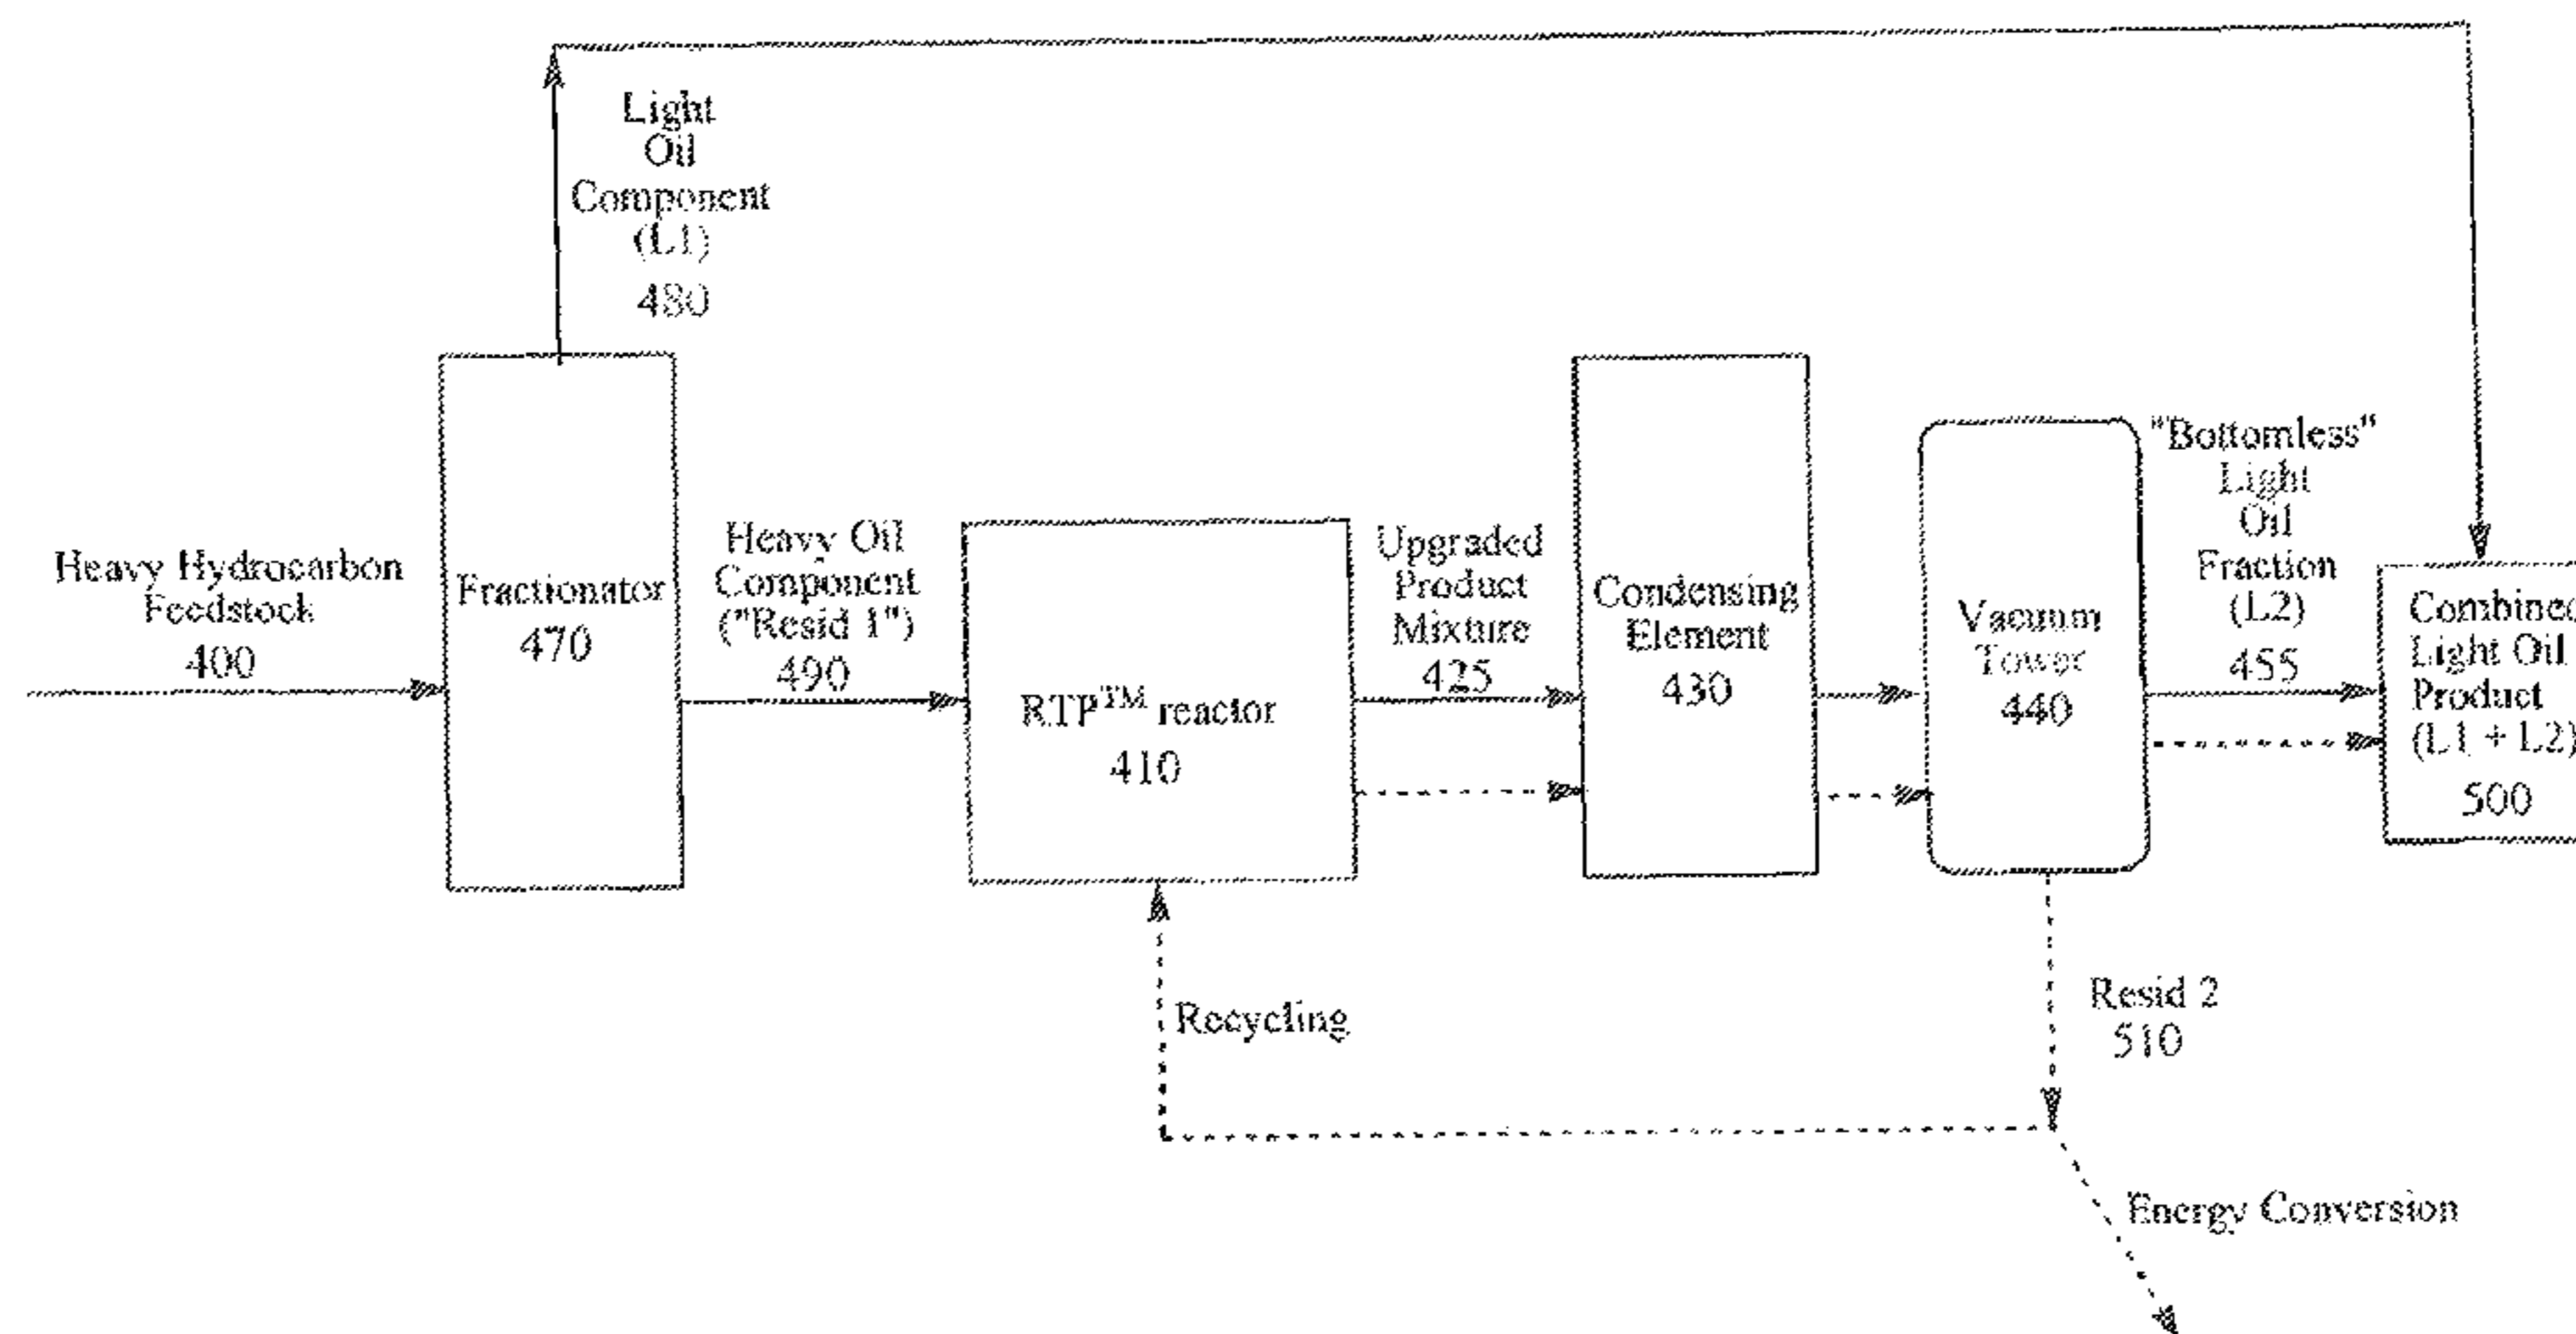 Light
Oil
Component
(L1)
480
Heavy Hydrocarbon
Feedstock
400
Fractionator
470
Heavy Oil
Component
("Resid 1")
490
RTP™ reactor
410
Upgraded
Product
Mixture
425
Condensing
Element
430
Vacuum
Tower
440
"Bottomless"
Light
Oil
Fraction
(L2)
455
Combined
Light Oil
Product
(L1 + L2)
500
Recycling
Resid 2
510
Energy Conversion